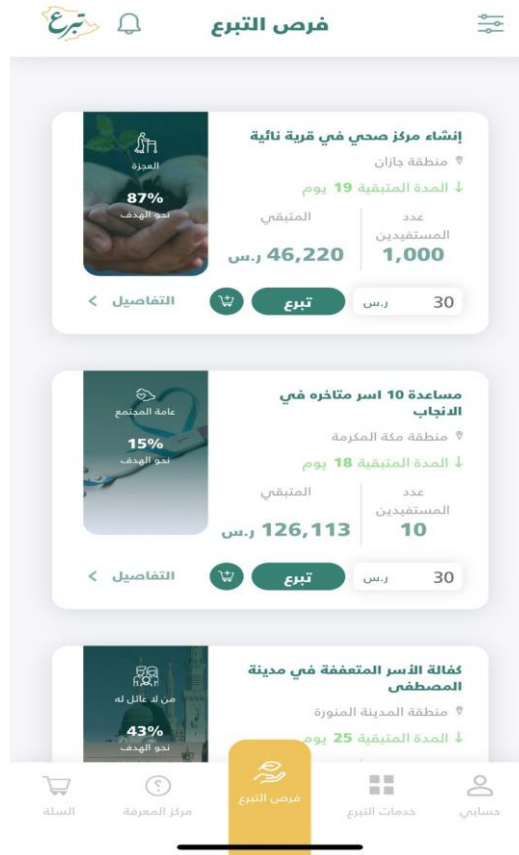 فرص التبرع
تبرع
إنشاء مركز صحي في قرية نائية
منطقة جازان
المدة المتبقية 19 يوم
عدد
المستفيدين
1,000
المتبقي
46,220 ر.س
العجزة
87%
نحو الهدف
30 ر.س
تبرع
التفاصيل
مساعدة 10 اسر متاخره في
الانجاب
منطقة مكة المكرمة
المدة المتبقية 18 يوم
عدد
المستفيدين
10
المتبقي
126,113 ر.س
عامة المجتمع
15%
نحو الهدف
30 ر.س
تبرع
التفاصيل
كفالة الأسر المتعففة في مدينة
المصطفى
منطقة المدينة المنورة
المدة المتبقية 25 يوم
من لا عائل له
43%
نحو الهدف
حسابي
خدمات التبرع
فرص التبرع
مركز المعرفة
السلة